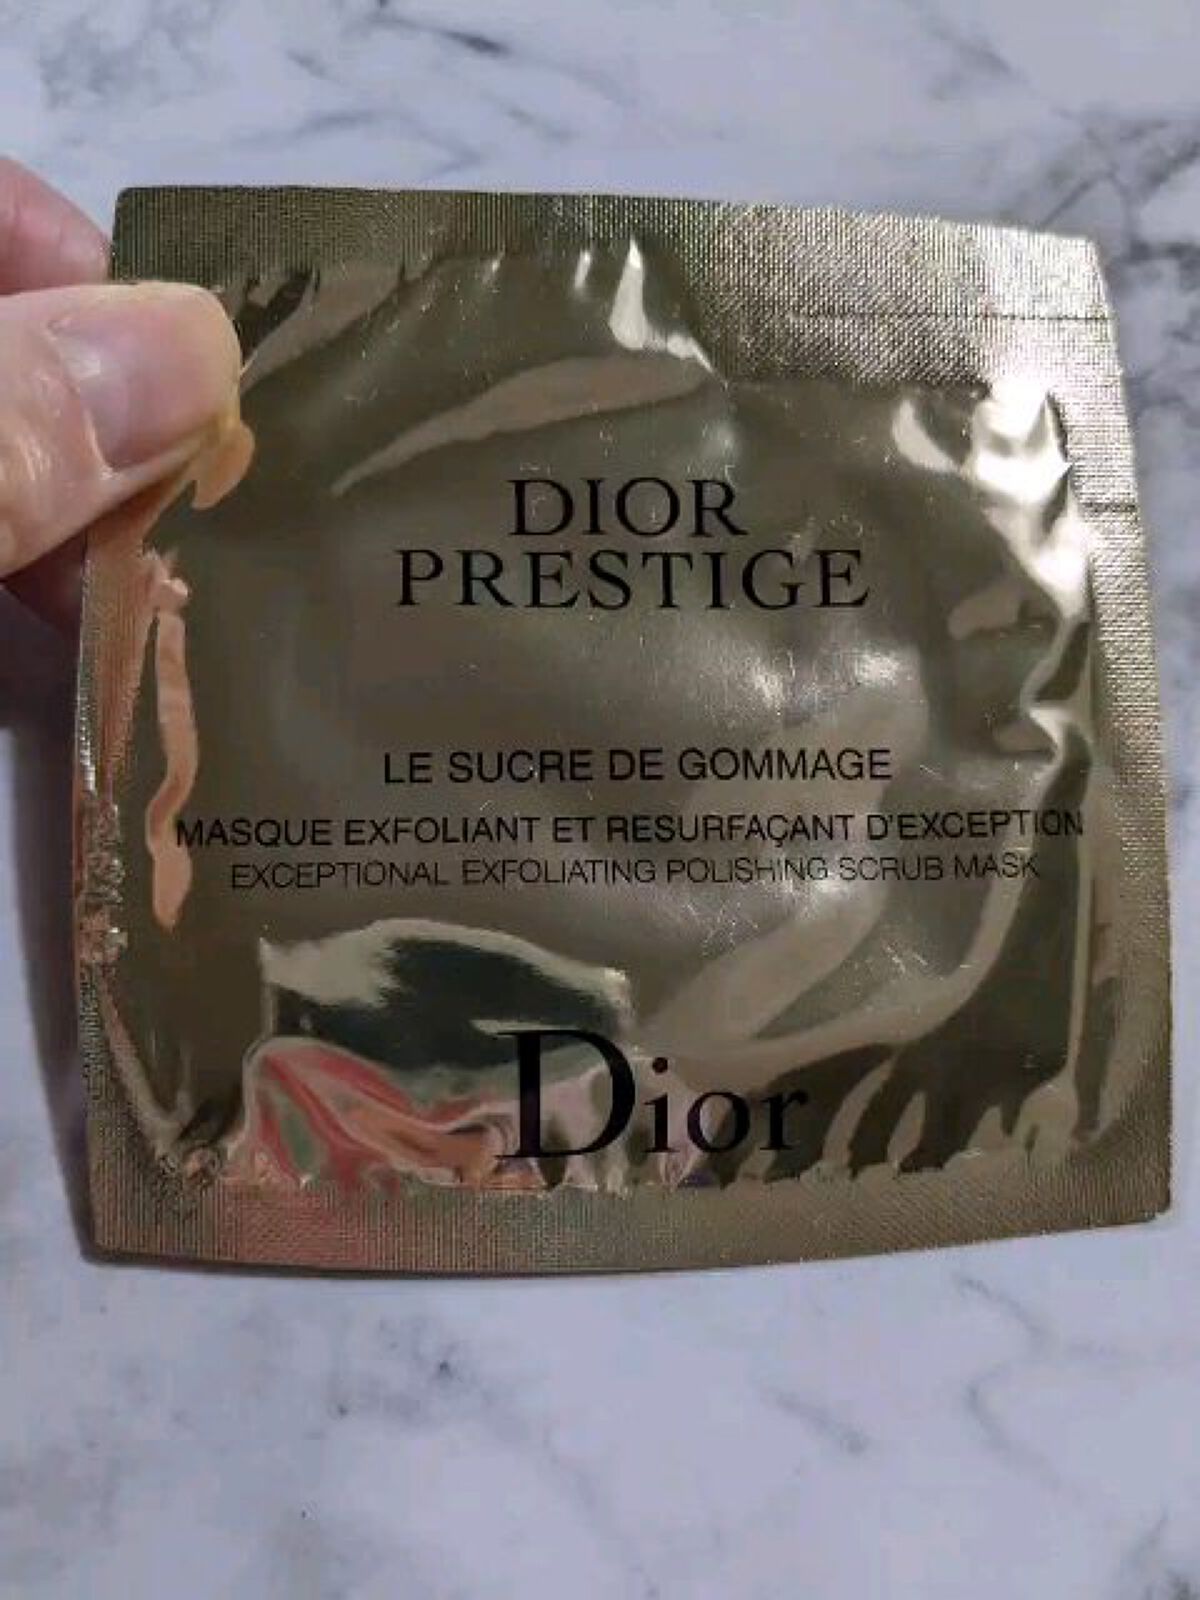 DIOR
PRESTIGE
LE SUCRE DE GOMMAGE
MASQUE EXFOLIANT ET RESURFAÇANT D'EXCEPTION
EXCEPTIONAL EXFOLIATING POLISHING SCRUB MASK
Dior